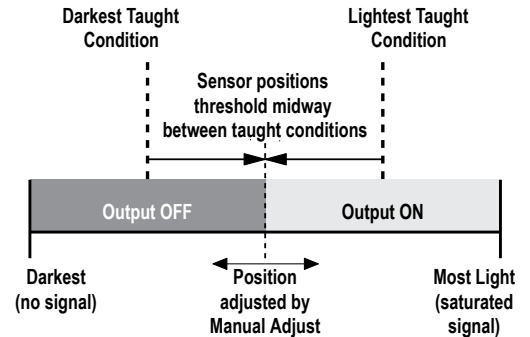 Darkest Taught
Condition
Lightest Taught
Condition
Sensor positions
threshold midway
between taught conditions
Output OFF
Output ON
Darkest
(no signal)
Position
adjusted by
Manual Adjust
Most Light
(saturated
signal)